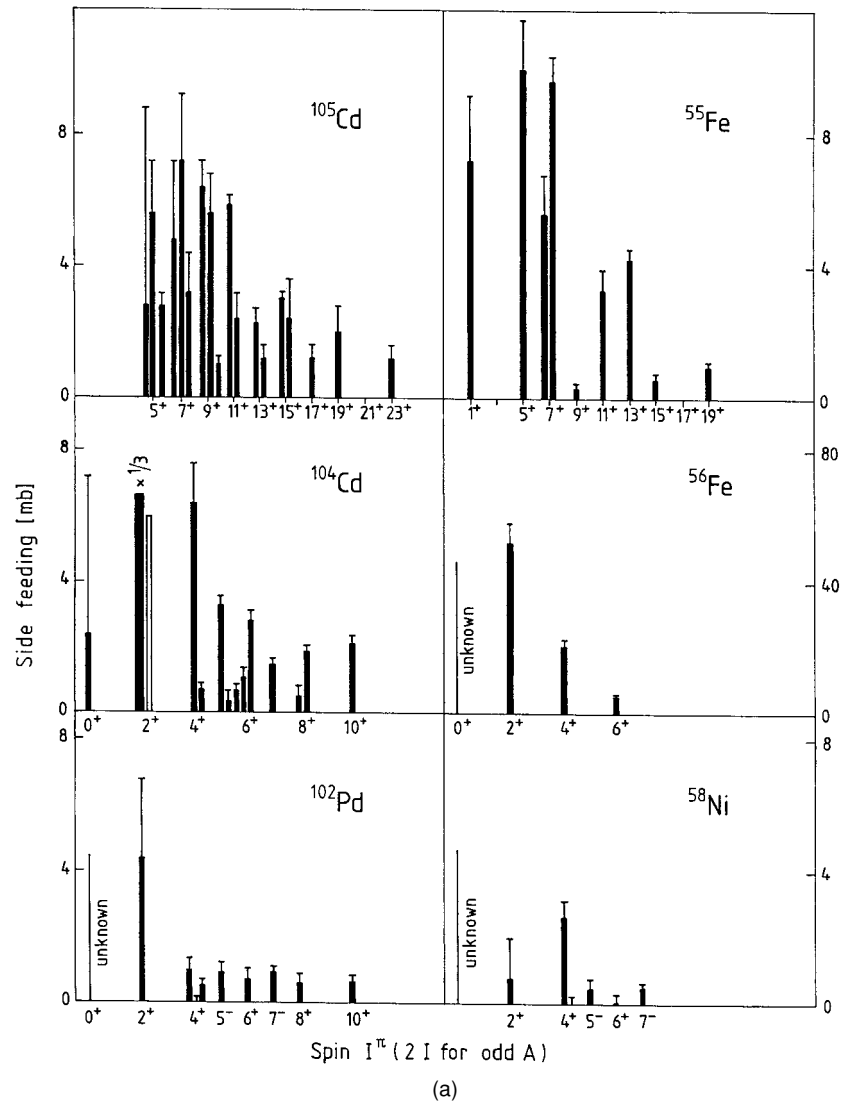 ¹⁰⁵Cd
⁵⁵Fe
8
4
0
5⁺ 7⁺ 9⁺ 11⁺ 13⁺ 15⁺ 17⁺ 19⁺ 21⁺ 23⁺
8
4
0
1⁺ 5⁺ 7⁺ 9⁺ 11⁺ 13⁺ 15⁺ 17⁺ 19⁺
Side feeding [mb]
¹⁰⁴Cd
× 1/3
8
4
0
0⁺ 2⁺ 4⁺ 6⁺ 8⁺ 10⁺
⁵⁶Fe
unknown
80
40
0
0⁺ 2⁺ 4⁺ 6⁺
¹⁰²Pd
unknown
8
4
0
0⁺ 2⁺ 4⁺ 5⁻ 6⁺ 7⁻ 8⁺ 10⁺
⁵⁸Ni
unknown
8
4
0
2⁺ 4⁺ 5⁻ 6⁺ 7⁻
Spin I^π (2 I for odd A)
(a)